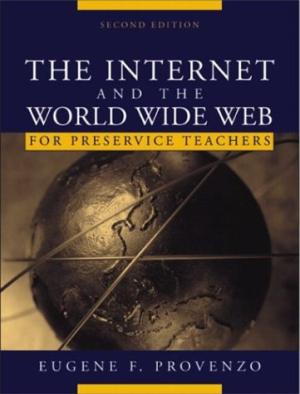 SECOND EDITION
THE INTERNET
AND THE
WORLD WIDE WEB
FOR PRESERVICE TEACHERS
EUGENE F. PROVENZO